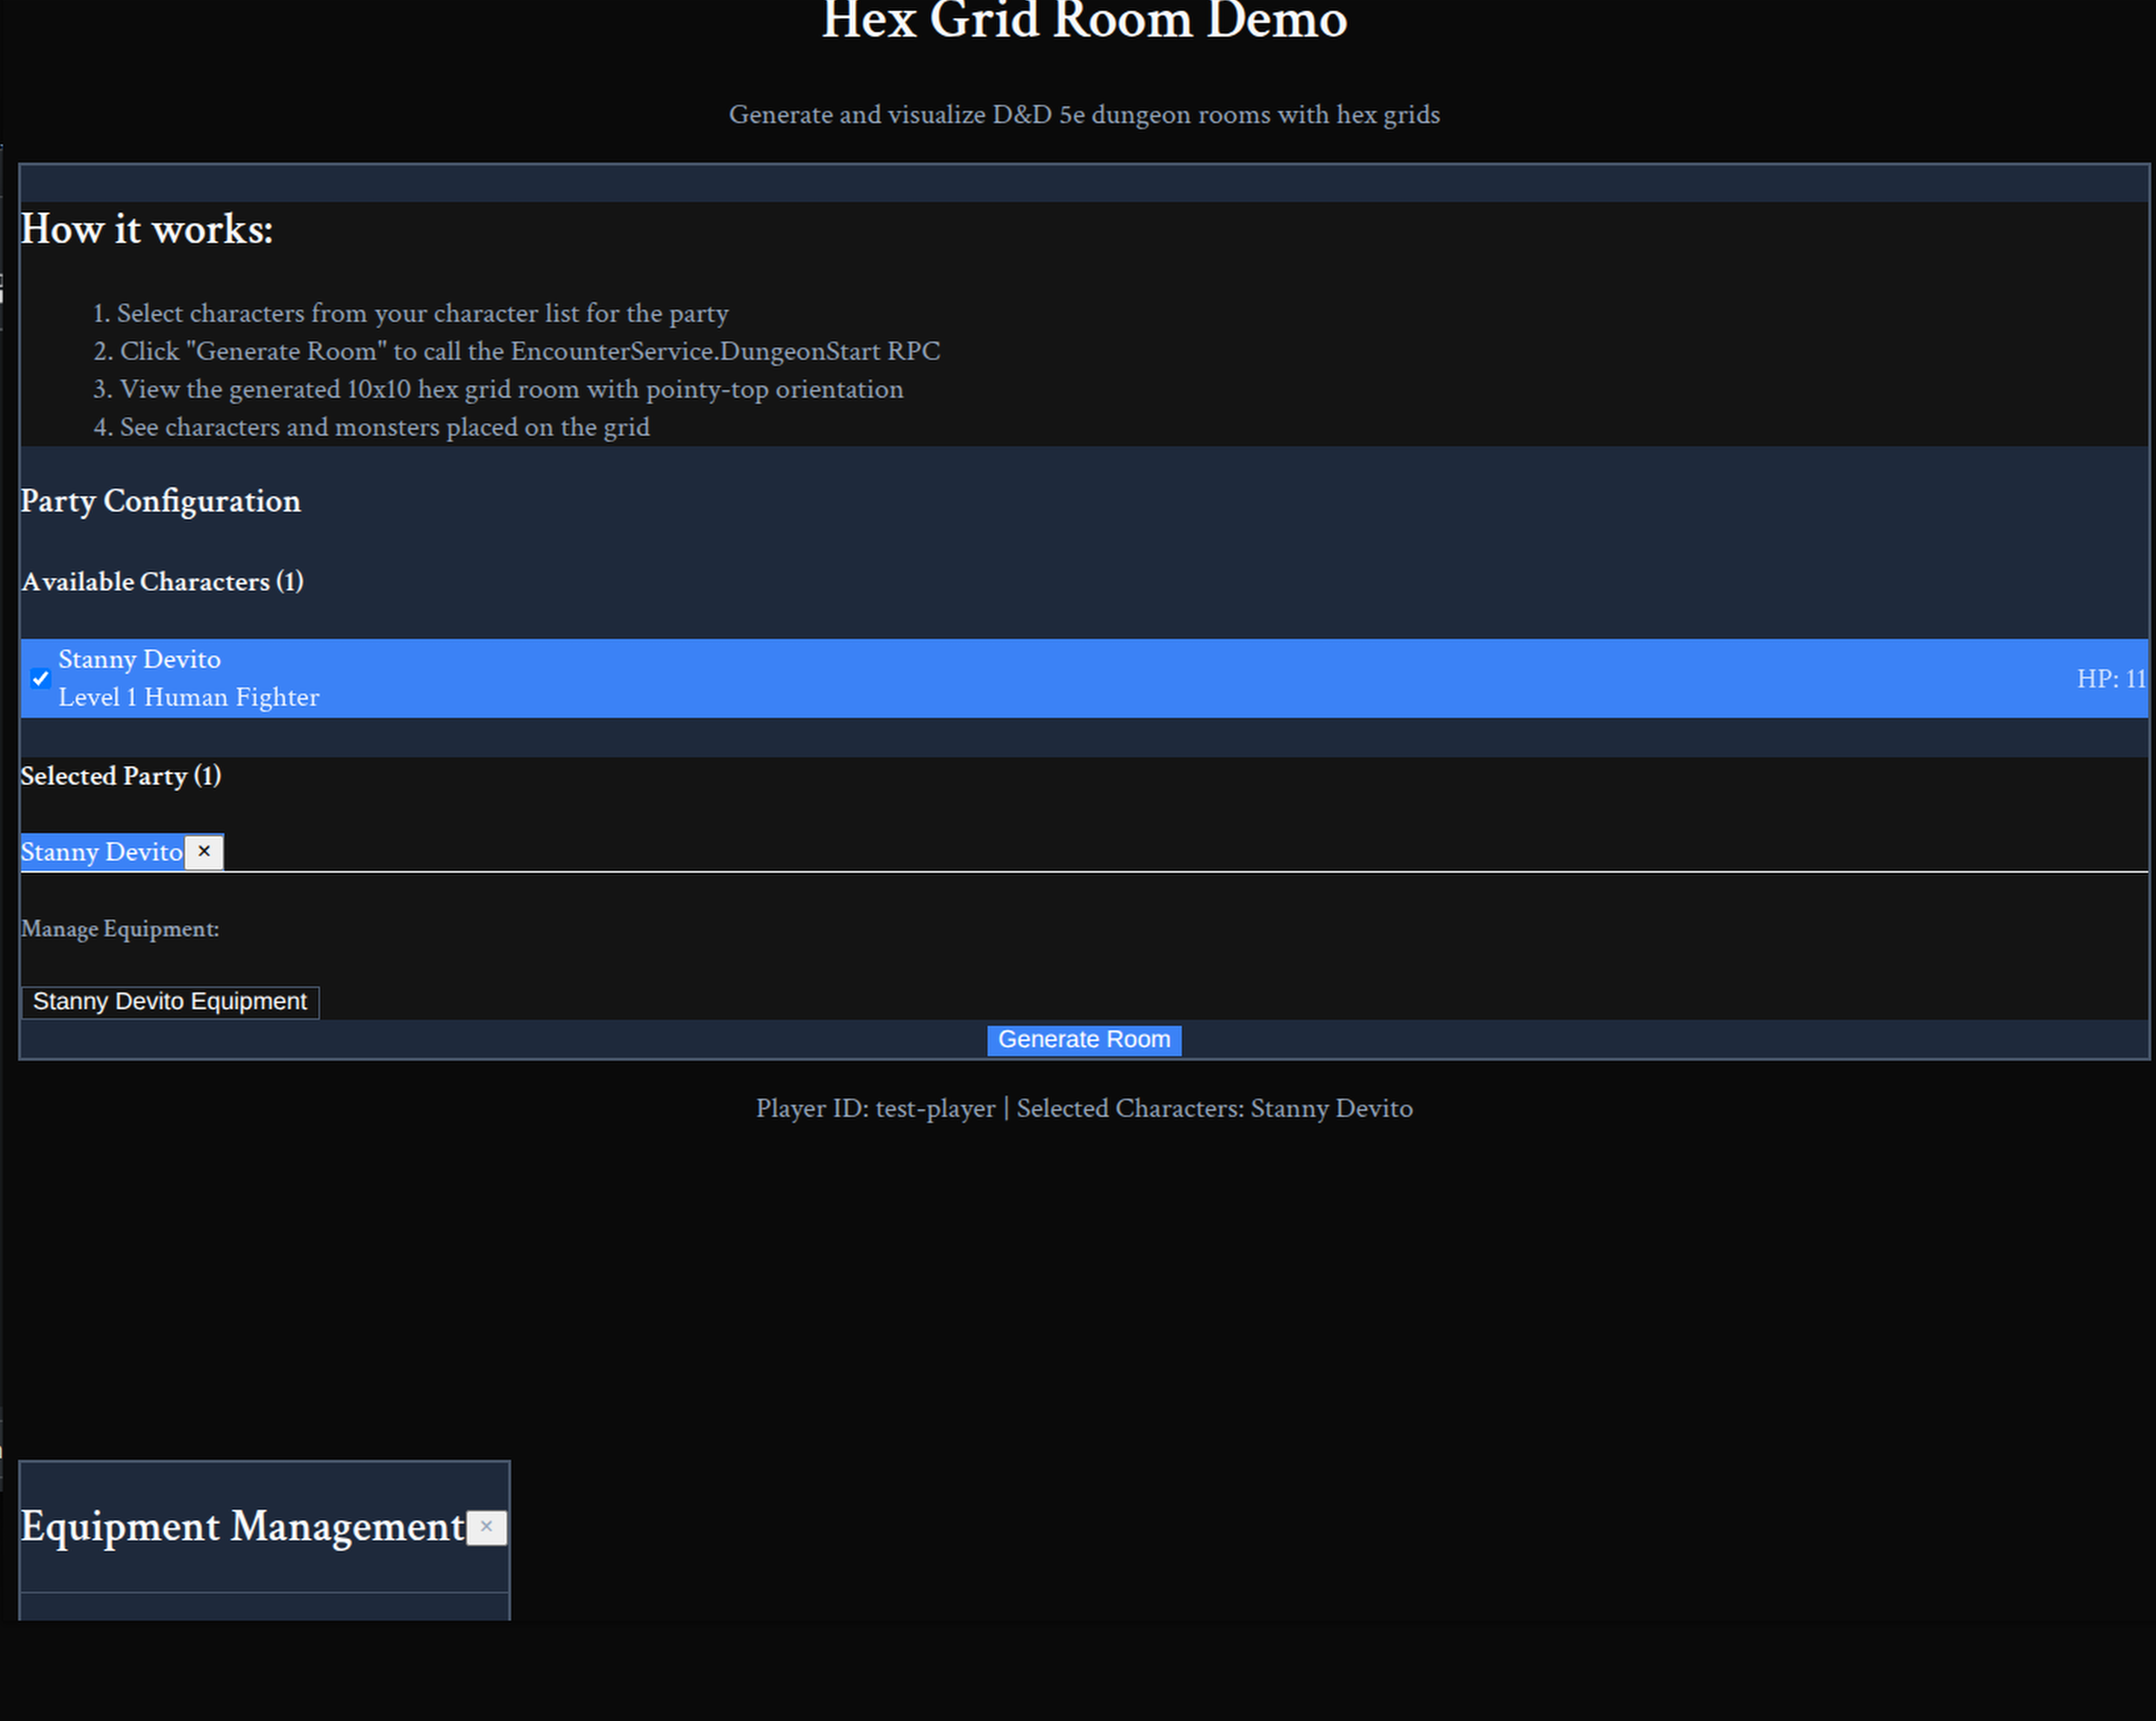 Hex Grid Room Demo
Generate and visualize D&D 5e dungeon rooms with hex grids
How it works:
1. Select characters from your character list for the party
2. Click "Generate Room" to call the EncounterService.DungeonStart RPC
3. View the generated 10x10 hex grid room with pointy-top orientation
4. See characters and monsters placed on the grid
Party Configuration
Available Characters (1)
Stanny Devito
Level 1 Human Fighter
HP: 11
Selected Party (1)
Stanny Devito ×
Manage Equipment:
Stanny Devito Equipment
Generate Room
Player ID: test-player | Selected Characters: Stanny Devito
Equipment Management ×